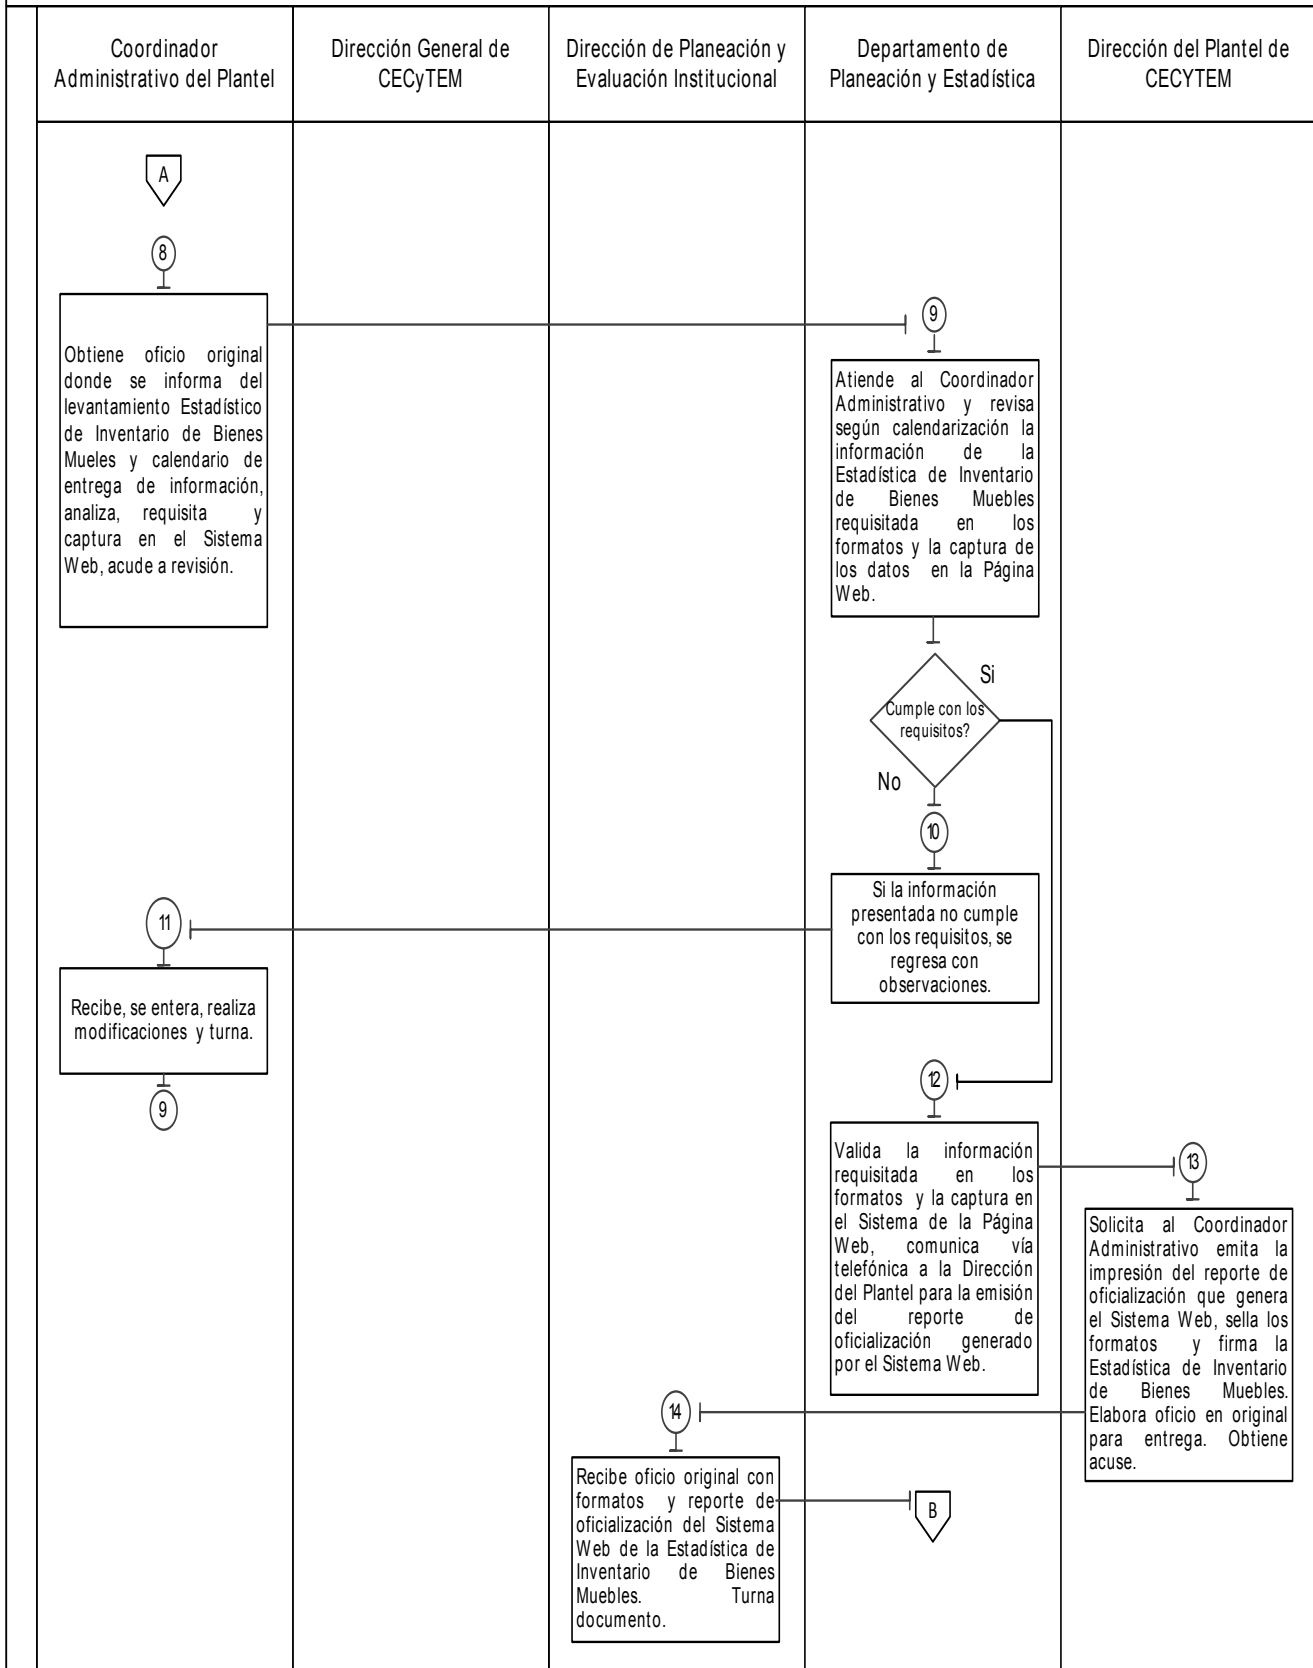 Coordinador
Administrativo del Plantel
Dirección General de
CECyTEM
Dirección de Planeación y
Evaluación Institucional
Departamento de
Planeación y Estadística
Dirección del Plantel de
CECYTEM
A
8
Obtiene oficio original
donde se informa del
levantamiento Estadístico
de Inventario de Bienes
Mueles y calendario de
entrega de información,
analiza, requisita y
captura en el Sistema
Web, acude a revisión.
9
Atiende al Coordinador
Administrativo y revisa
según calendarización la
información de la
Estadística de Inventario
de Bienes Muebles
requisitada en los
formatos y la captura de
los datos en la Página
Web.
Si
Cumple con los
requisitos?
No
10
Si la información
presentada no cumple
con los requisitos, se
regresa con
observaciones.
11
Recibe, se entera, realiza
modificaciones y turna.
9
12
Valida la información
requisitada en los
formatos y la captura en
el Sistema de la Página
Web, comunica vía
telefónica a la Dirección
del Plantel para la emisión
del reporte de
oficialización generado
por el Sistema Web.
13
Solicita al Coordinador
Administrativo emita la
impresión del reporte de
oficialización que genera
el Sistema Web, sella los
formatos y firma la
Estadística de Inventario
de Bienes Muebles.
Elabora oficio en original
para entrega. Obtiene
acuse.
14
Recibe oficio original con
formatos y reporte de
oficialización del Sistema
Web de la Estadística de
Inventario de Bienes
Muebles. Turna
documento.
B